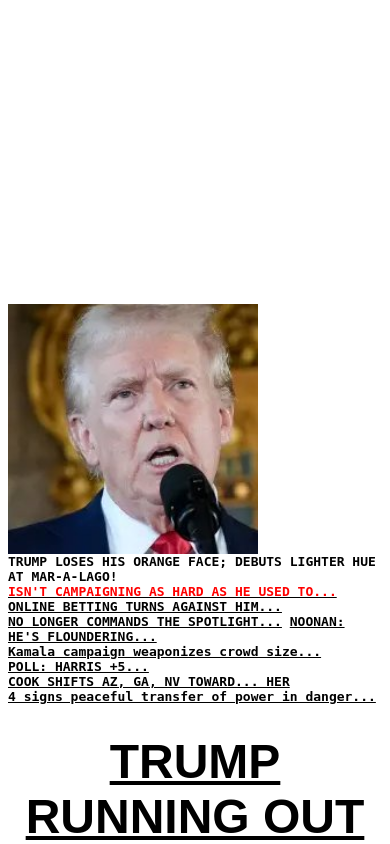 TRUMP LOSES HIS ORANGE FACE; DEBUTS LIGHTER HUE
AT MAR-A-LAGO!
ISN'T CAMPAIGNING AS HARD AS HE USED TO...
ONLINE BETTING TURNS AGAINST HIM...
NO LONGER COMMANDS THE SPOTLIGHT... NOONAN:
HE'S FLOUNDERING...
Kamala campaign weaponizes crowd size...
POLL: HARRIS +5...
COOK SHIFTS AZ, GA, NV TOWARD... HER
4 signs peaceful transfer of power in danger...
TRUMP
RUNNING OUT